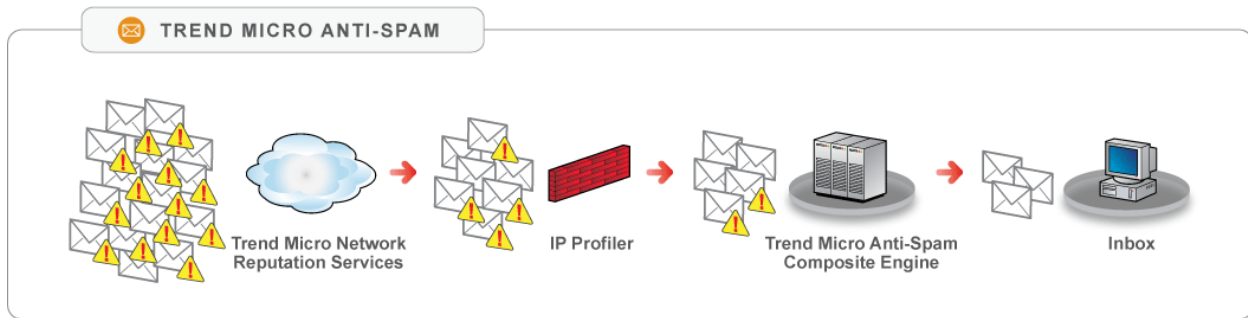 TREND MICRO ANTI-SPAM
Trend Micro Network
Reputation Services
IP Profiler
Trend Micro Anti-Spam
Composite Engine
Inbox